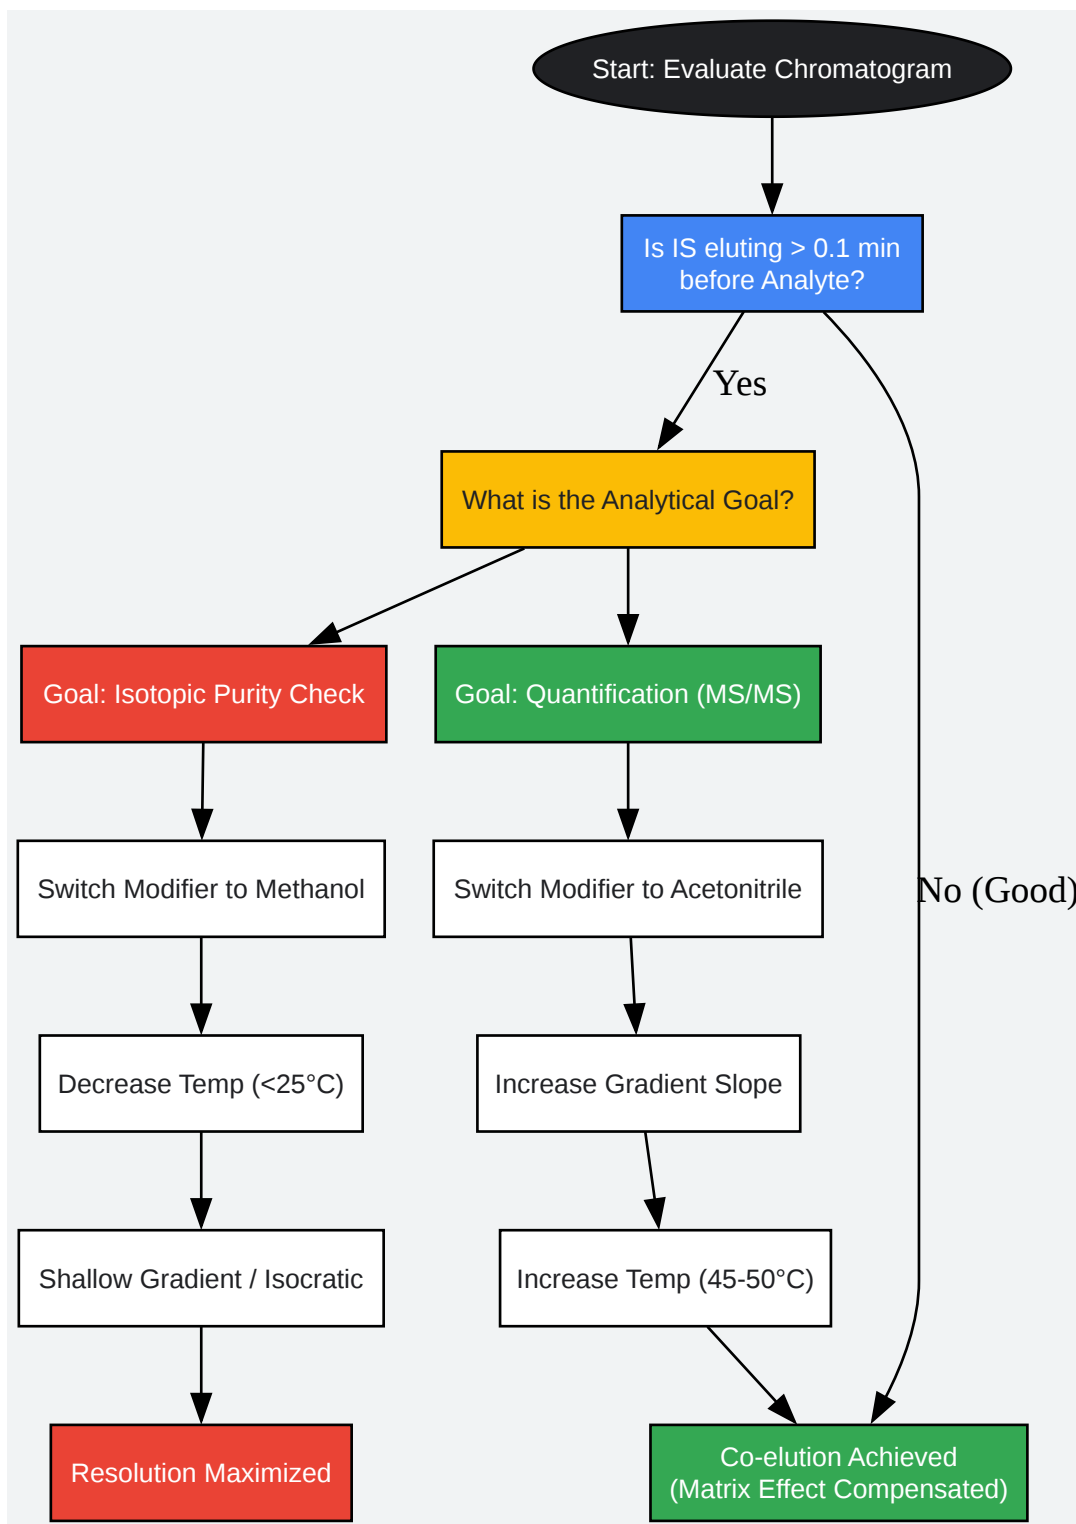 Start: Evaluate Chromatogram
Is IS eluting > 0.1 min
before Analyte?
Yes
What is the Analytical Goal?
Goal: Isotopic Purity Check
Goal: Quantification (MS/MS)
Switch Modifier to Methanol
Switch Modifier to Acetonitrile
No (Good)
Decrease Temp (<25°C)
Increase Gradient Slope
Shallow Gradient / Isocratic
Increase Temp (45-50°C)
Resolution Maximized
Co-elution Achieved
(Matrix Effect Compensated)